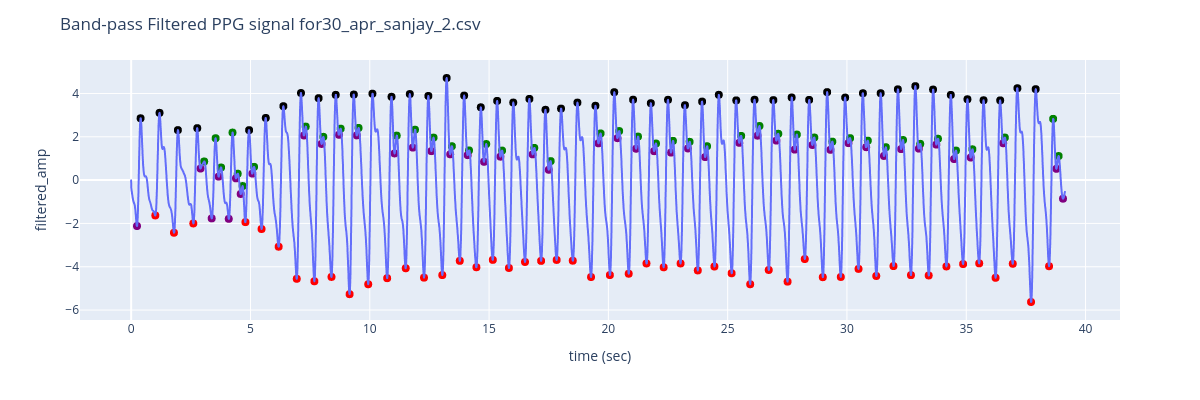 Band-pass Filtered PPG signal for30_apr_sanjay_2.csv
4
2
0
−2
−4
−6
filtered_amp
0 5 10 15 20 25 30 35 40
time (sec)